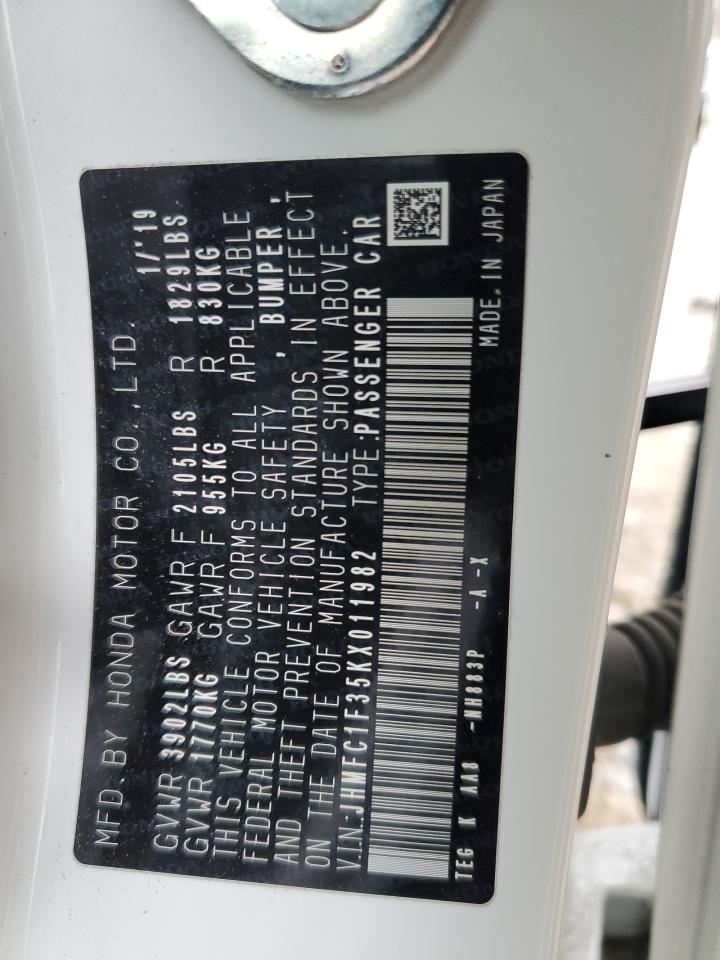 MFD. BY HONDA MOTOR CO., LTD. 1/'19
GVWR 3902LBS GAWR F 2105LBS R 1829LBS
GVWR 1770KG GAWR F 955KG R 830KG
THIS VEHICLE CONFORMS TO ALL APPLICABLE
FEDERAL MOTOR VEHICLE SAFETY, BUMPER,
AND THEFT PREVENTION STANDARDS IN EFFECT
ON THE DATE OF MANUFACTURE SHOWN ABOVE.
V.I.N:JHMFC1F35KX011982 TYPE:PASSENGER CAR
TEG K AA8 -NH883P -A -X MADE IN JAPAN